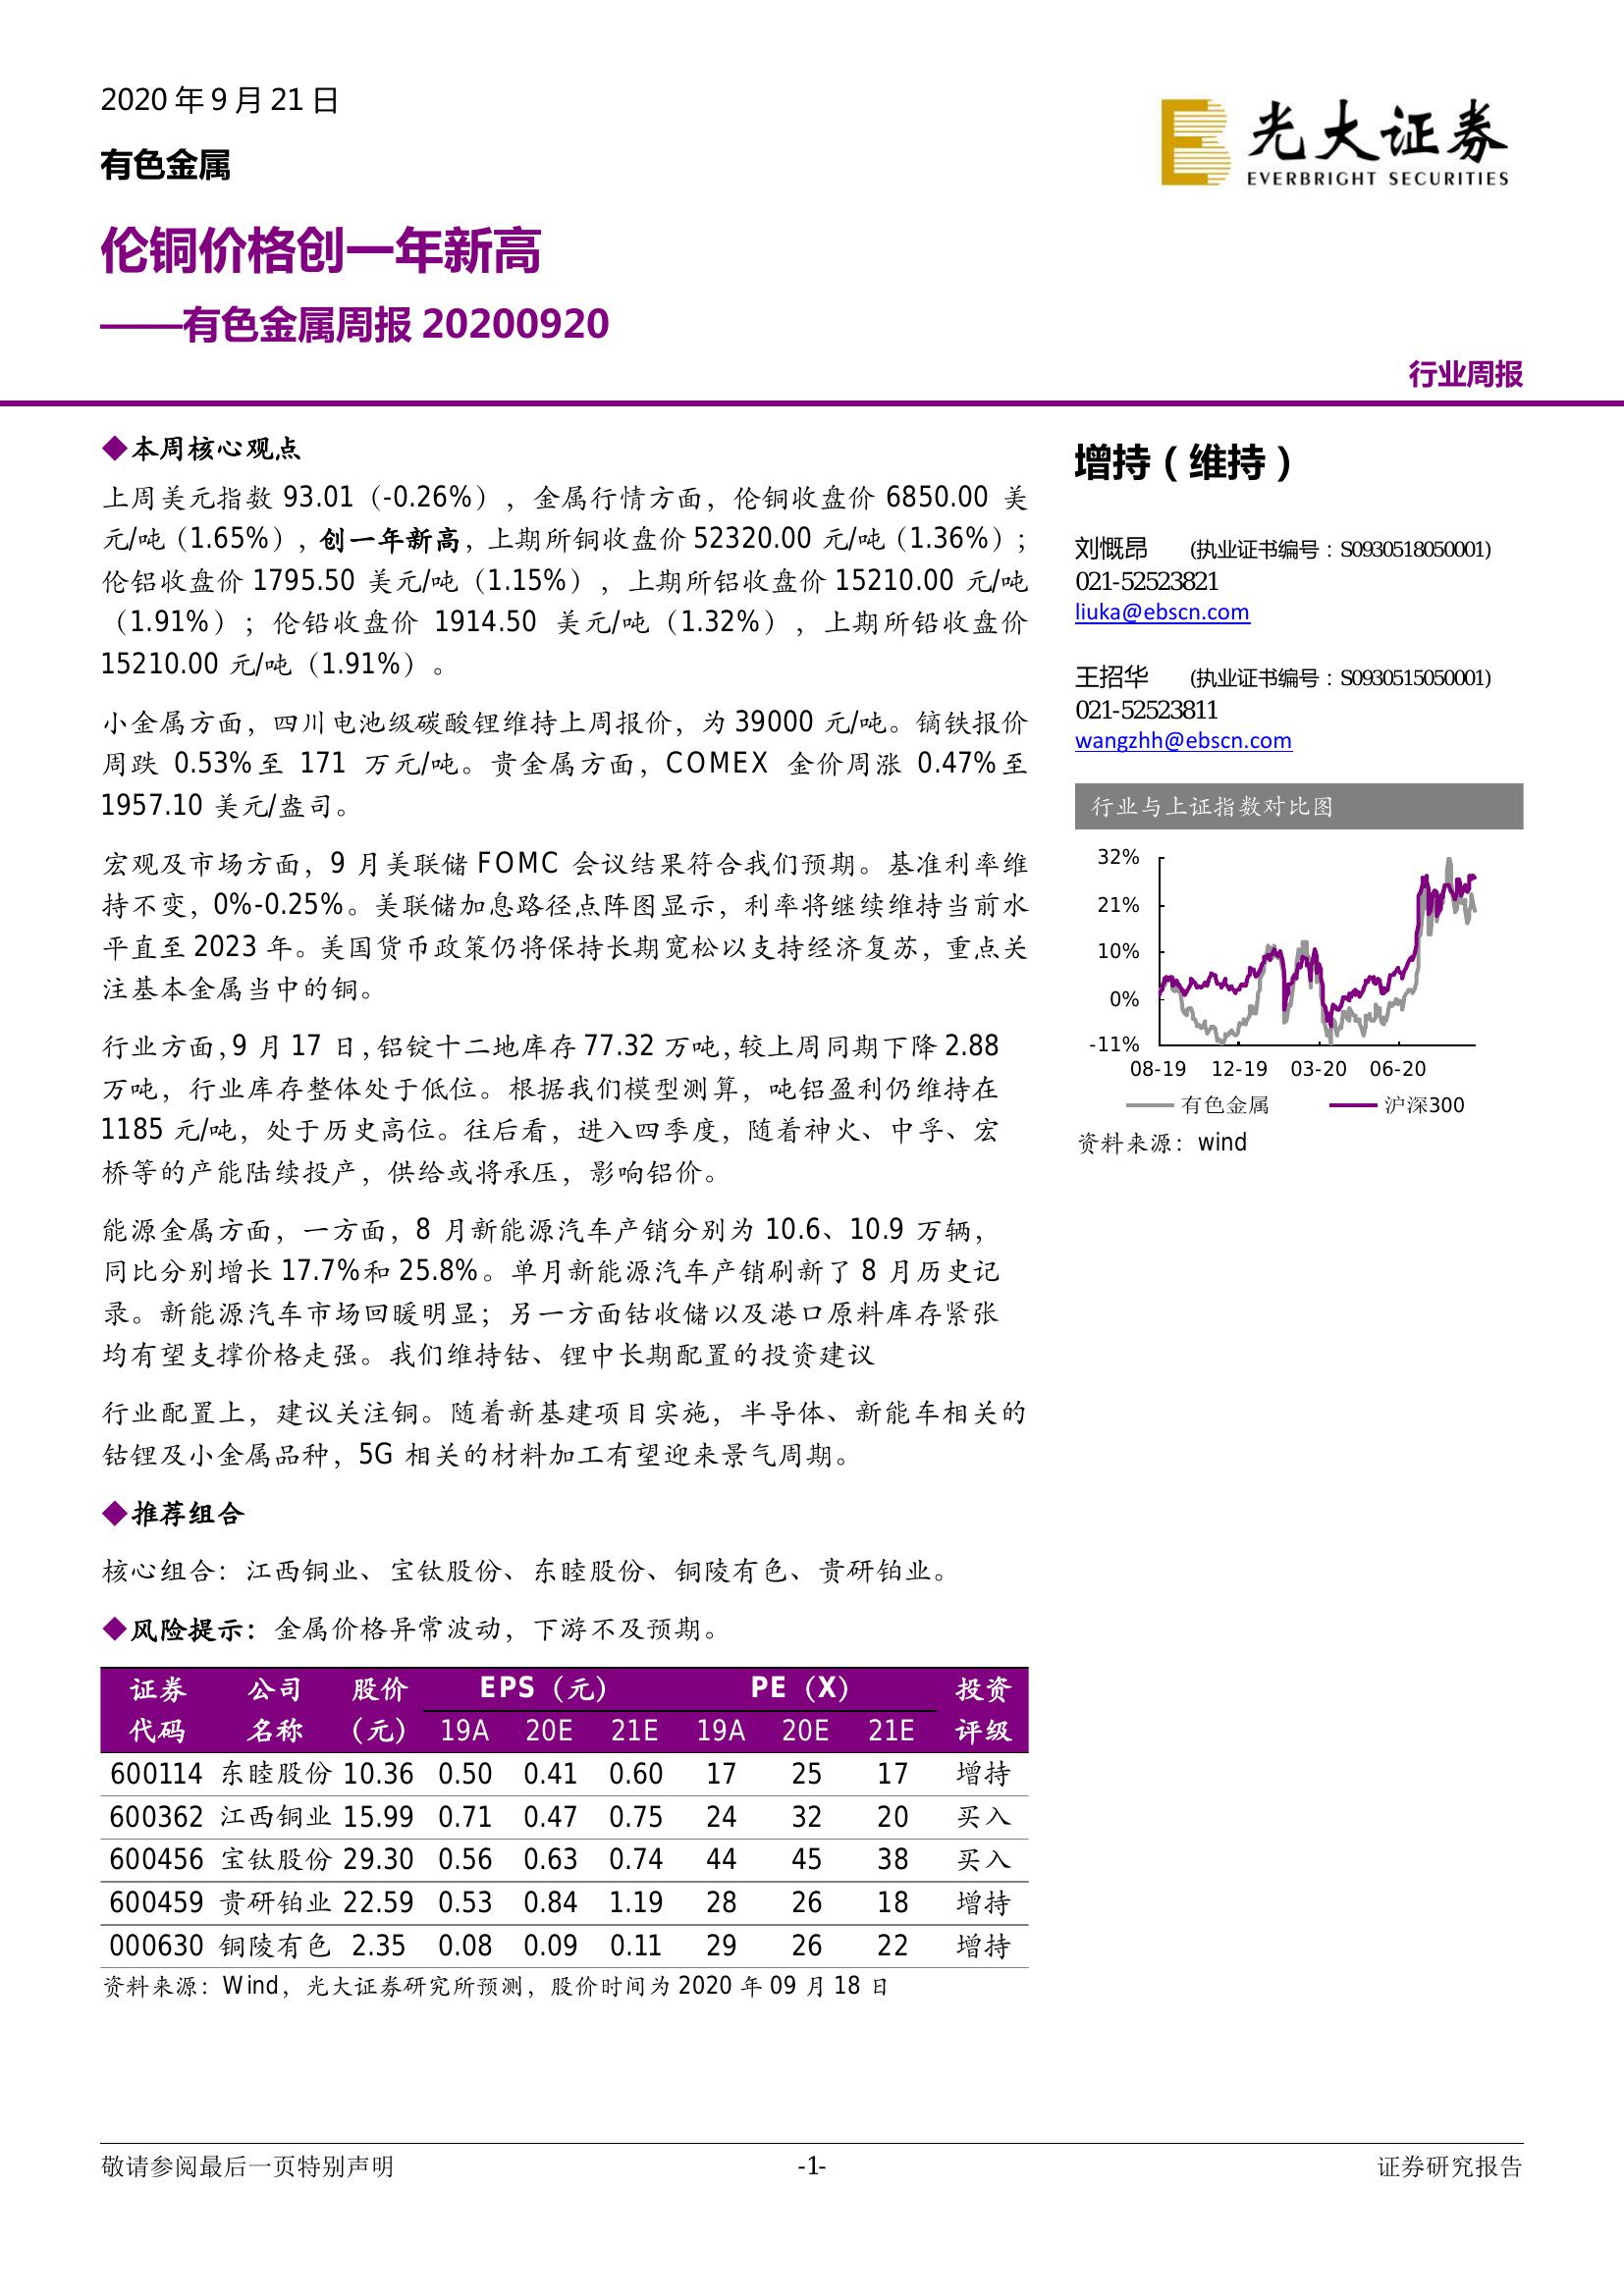 2020 年 9 月 21 日
有色金属
光大证券
EVERBRIGHT SECURITIES
伦铜价格创一年新高
——有色金属周报 20200920
行业周报
◆本周核心观点
上周美元指数 93.01（-0.26%），金属行情方面，伦铜收盘价 6850.00 美
元/吨（1.65%），创一年新高，上期所铜收盘价 52320.00 元/吨（1.36%）；
伦铝收盘价 1795.50 美元/吨（1.15%），上期所铝收盘价 15210.00 元/吨
（1.91%）；伦铅收盘价 1914.50 美元/吨（1.32%），上期所铅收盘价
15210.00 元/吨（1.91%）。
小金属方面，四川电池级碳酸锂维持上周报价，为 39000 元/吨。镝铁报价
周跌 0.53%至 171 万元/吨。贵金属方面，COMEX 金价周涨 0.47%至
1957.10 美元/盎司。
宏观及市场方面，9 月美联储 FOMC 会议结果符合我们预期。基准利率维
持不变，0%-0.25%。美联储加息路径点阵图显示，利率将继续维持当前水
平直至 2023 年。美国货币政策仍将保持长期宽松以支持经济复苏，重点关
注基本金属当中的铜。
行业方面，9 月 17 日，铝锭十二地库存 77.32 万吨，较上周同期下降 2.88
万吨，行业库存整体处于低位。根据我们模型测算，吨铝盈利仍维持在
1185 元/吨，处于历史高位。往后看，进入四季度，随着神火、中孚、宏
桥等的产能陆续投产，供给或将承压，影响铝价。
能源金属方面，一方面，8 月新能源汽车产销分别为 10.6、10.9 万辆，
同比分别增长 17.7%和 25.8%。单月新能源汽车产销刷新了 8 月历史记
录。新能源汽车市场回暖明显；另一方面钴收储以及港口原料库存紧张
均有望支撑价格走强。我们维持钴、锂中长期配置的投资建议
行业配置上，建议关注铜。随着新基建项目实施，半导体、新能车相关的
钴锂及小金属品种，5G 相关的材料加工有望迎来景气周期。
◆推荐组合
核心组合：江西铜业、宝钛股份、东睦股份、铜陵有色、贵研铂业。
◆风险提示：金属价格异常波动，下游不及预期。
证券 公司 股价 EPS（元） PE（X） 投资
代码 名称 （元） 19A 20E 21E 19A 20E 21E 评级
600114 东睦股份 10.36 0.50 0.41 0.60 17 25 17 增持
600362 江西铜业 15.99 0.71 0.47 0.75 24 32 20 买入
600456 宝钛股份 29.30 0.56 0.63 0.74 44 45 38 买入
600459 贵研铂业 22.59 0.53 0.84 1.19 28 26 18 增持
000630 铜陵有色 2.35 0.08 0.09 0.11 29 26 22 增持
资料来源：Wind，光大证券研究所预测，股价时间为 2020 年 09 月 18 日
增持（维持）
刘慨昂 (执业证书编号：S0930518050001)
021-52523821
liuka@ebscn.com
王招华 (执业证书编号：S0930515050001)
021-52523811
wangzhh@ebscn.com
行业与上证指数对比图
32%
21%
10%
0%
-11%
08-19 12-19 03-20 06-20
有色金属 沪深300
资料来源：wind
敬请参阅最后一页特别声明 -1- 证券研究报告